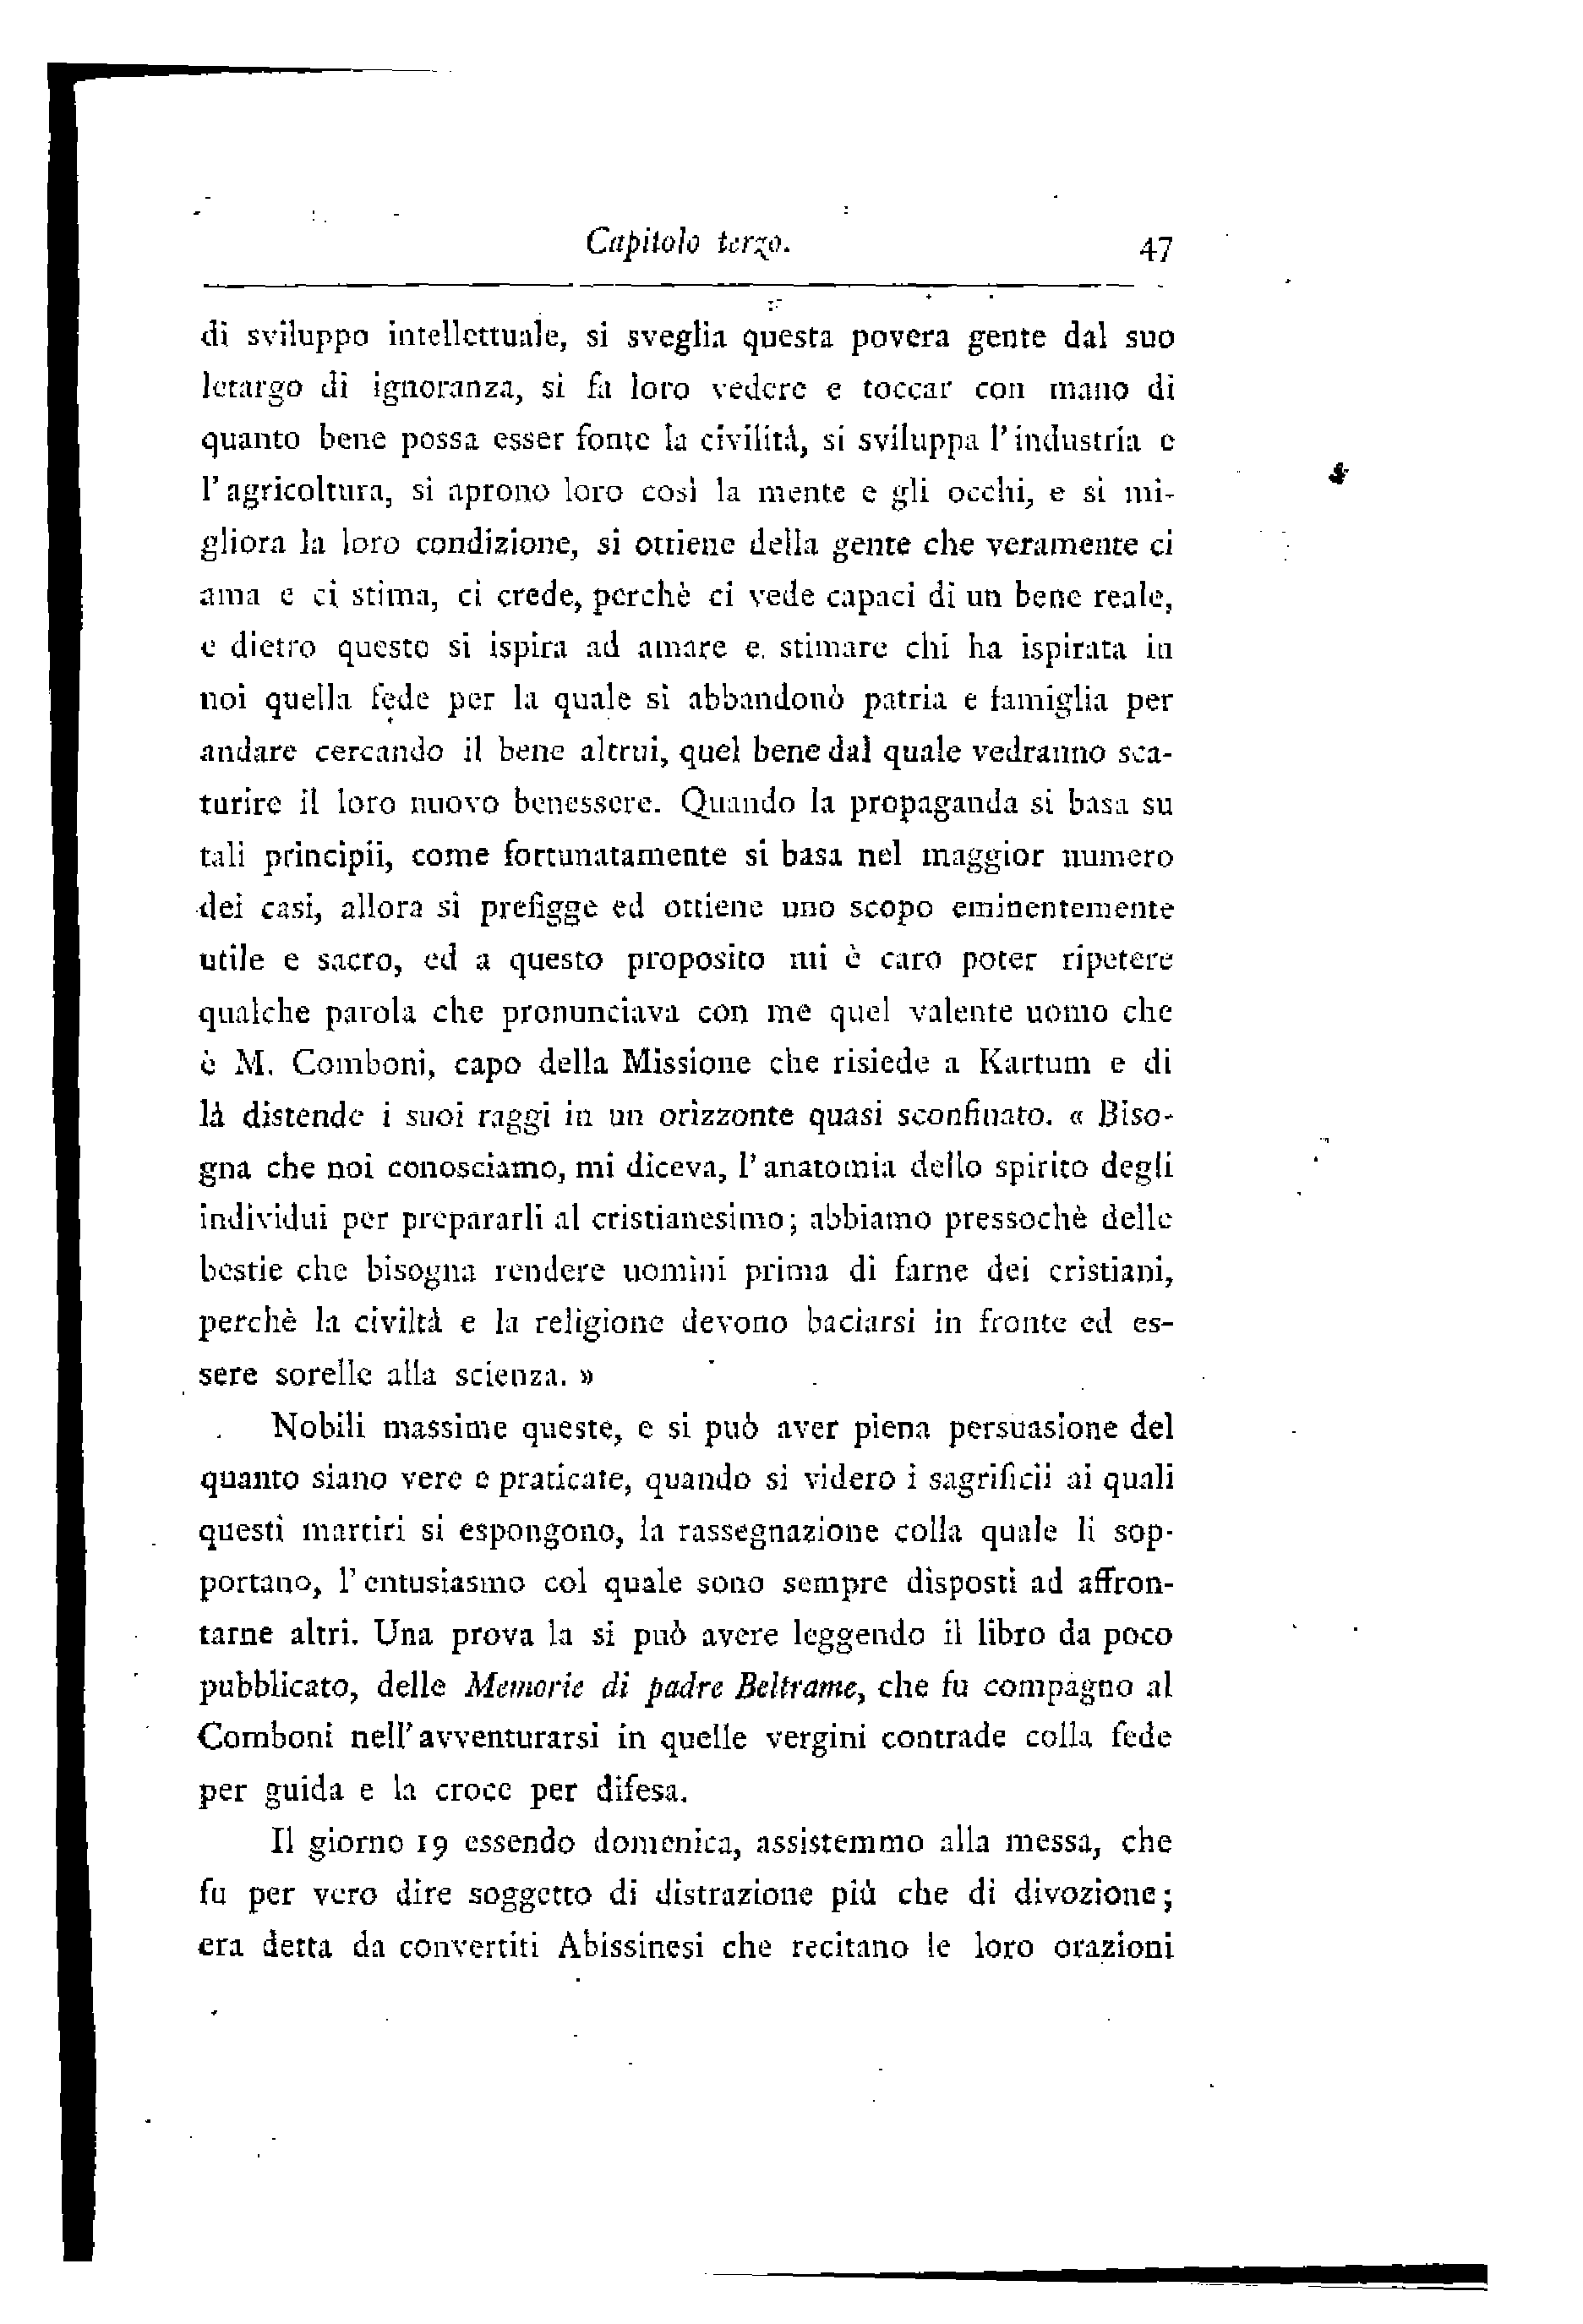 Capitolo terzo. 47
di sviluppo intellettuale, si sveglia questa povera gente dal suo
letargo di ignoranza, si fa loro vedere e toccar con mano di
quanto bene possa esser fonte la civilità, si sviluppa l'industria e
l'agricoltura, si aprono loro così la mente e gli occhi, e si mi-
gliora la loro condizione, si ottiene della gente che veramente ci
ama e ci stima, ci crede, perchè ci vede capaci di un bene reale,
e dietro questo si ispira ad amare e. stimare chi ha ispirata in
noi quella fede per la quale si abbandonò patria e famiglia per
andare cercando il bene altrui, quel bene dal quale vedranno sca-
turire il loro nuovo benessere. Quando la propaganda si basa su
tali principii, come fortunatamente si basa nel maggior numero
dei casi, allora si prefigge ed ottiene uno scopo eminentemente
utile e sacro, ed a questo proposito mi è caro poter ripetere
qualche parola che pronunciava con me quel valente uomo che
è M. Comboni, capo della Missione che risiede a Kartum e di
là distende i suoi raggi in un orizzonte quasi sconfinato. « Biso-
gna che noi conosciamo, mi diceva, l'anatomia dello spirito degli
individui per prepararli al cristianesimo; abbiamo pressochè delle
bestie che bisogna rendere uomini prima di farne dei cristiani,
perchè la civiltà e la religione devono baciarsi in fronte ed es-
sere sorelle alla scienza. »
Nobili massime queste, e si può aver piena persuasione del
quanto siano vere e praticate, quando si videro i sagrificii ai quali
questi martiri si espongono, la rassegnazione colla quale li sop-
portano, l'entusiasmo col quale sono sempre disposti ad affron-
tarne altri. Una prova la si può avere leggendo il libro da poco
pubblicato, delle Memorie di padre Beltrame, che fu compagno al
Comboni nell'avventurarsi in quelle vergini contrade colla fede
per guida e la croce per difesa.
Il giorno 19 essendo domenica, assistemmo alla messa, che
fu per vero dire soggetto di distrazione più che di divozione;
era detta da convertiti Abissinesi che recitano le loro orazioni